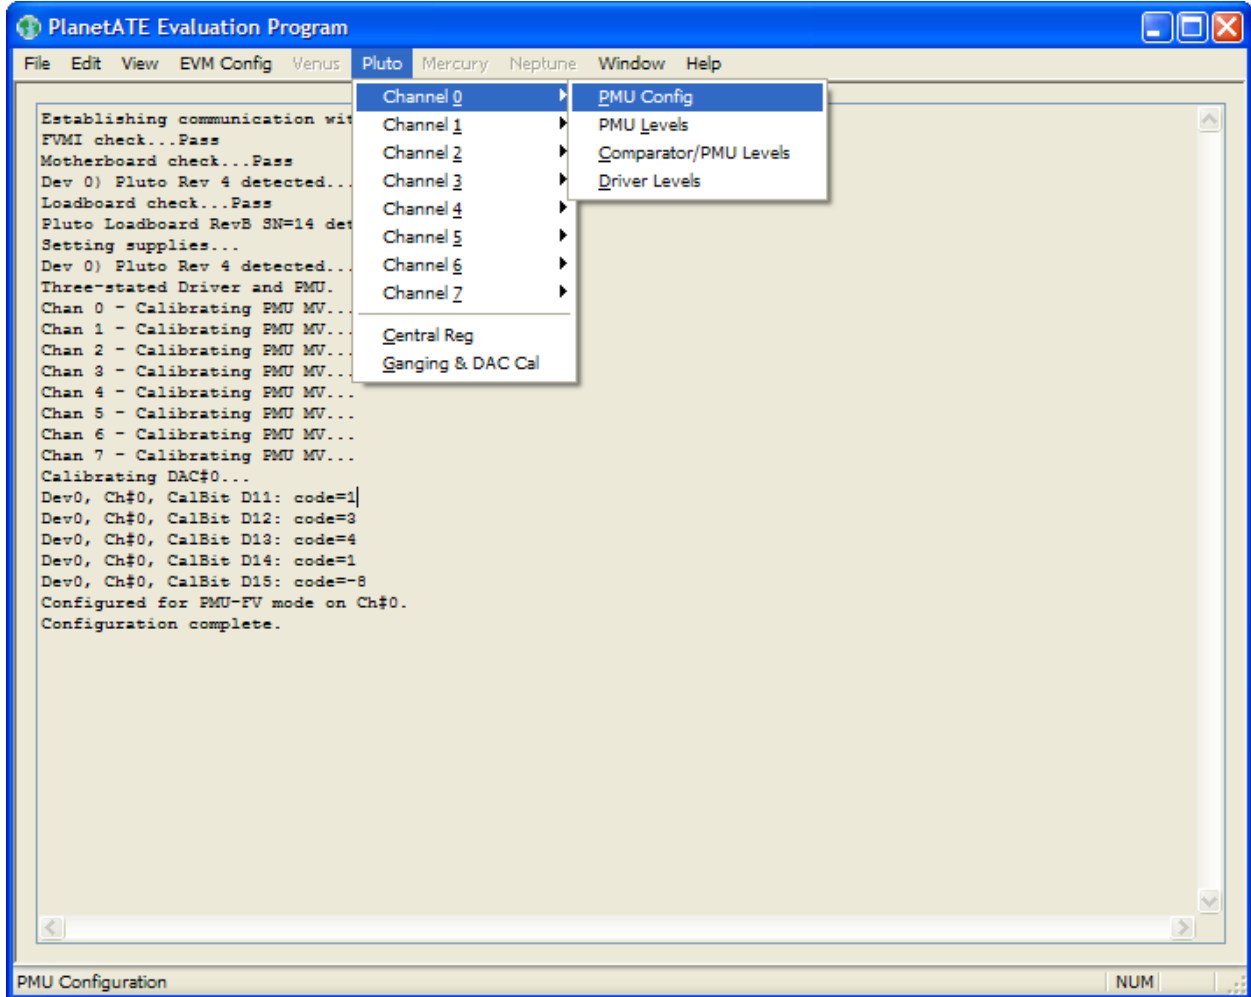 PlanetATE Evaluation Program
File Edit View EVM Config Venus Pluto Mercury Neptune Window Help
Channel 0
Channel 1
Channel 2
Channel 3
Channel 4
Channel 5
Channel 6
Channel 7
Central Reg
Ganging & DAC Cal
PMU Config
PMU Levels
Comparator/PMU Levels
Driver Levels
Establishing communication wit
FVMI check...Pass
Motherboard check...Pass
Dev 0) Pluto Rev 4 detected...
Loadboard check...Pass
Pluto Loadboard RevB SN=14 det
Setting supplies...
Dev 0) Pluto Rev 4 detected...
Three-stated Driver and PMU.
Chan 0 - Calibrating PMU MV...
Chan 1 - Calibrating PMU MV...
Chan 2 - Calibrating PMU MV...
Chan 3 - Calibrating PMU MV...
Chan 4 - Calibrating PMU MV...
Chan 5 - Calibrating PMU MV...
Chan 6 - Calibrating PMU MV...
Chan 7 - Calibrating PMU MV...
Calibrating DAC#0...
Dev0, Ch#0, CalBit D11: code=1
Dev0, Ch#0, CalBit D12: code=3
Dev0, Ch#0, CalBit D13: code=4
Dev0, Ch#0, CalBit D14: code=1
Dev0, Ch#0, CalBit D15: code=-8
Configured for PMU-FV mode on Ch#0.
Configuration complete.
PMU Configuration
NUM